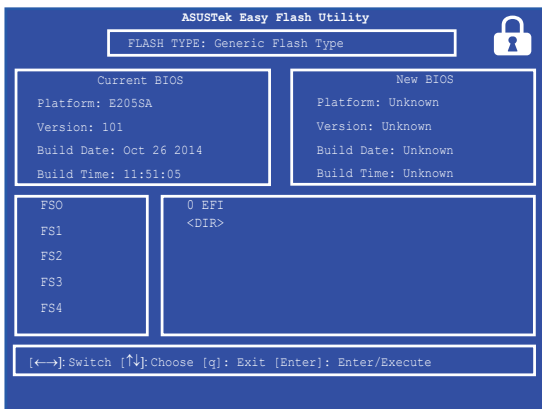 ASUSTek Easy Flash Utility
FLASH TYPE: Generic Flash Type
Current BIOS
Platform: E205SA
Version: 101
Build Date: Oct 26 2014
Build Time: 11:51:05
New BIOS
Platform: Unknown
Version: Unknown
Build Date: Unknown
Build Time: Unknown
FSO
FS1
FS2
FS3
FS4
0 EFI
<DIR>
[←→]: Switch [↑↓]: Choose [q]: Exit [Enter]: Enter/Execute